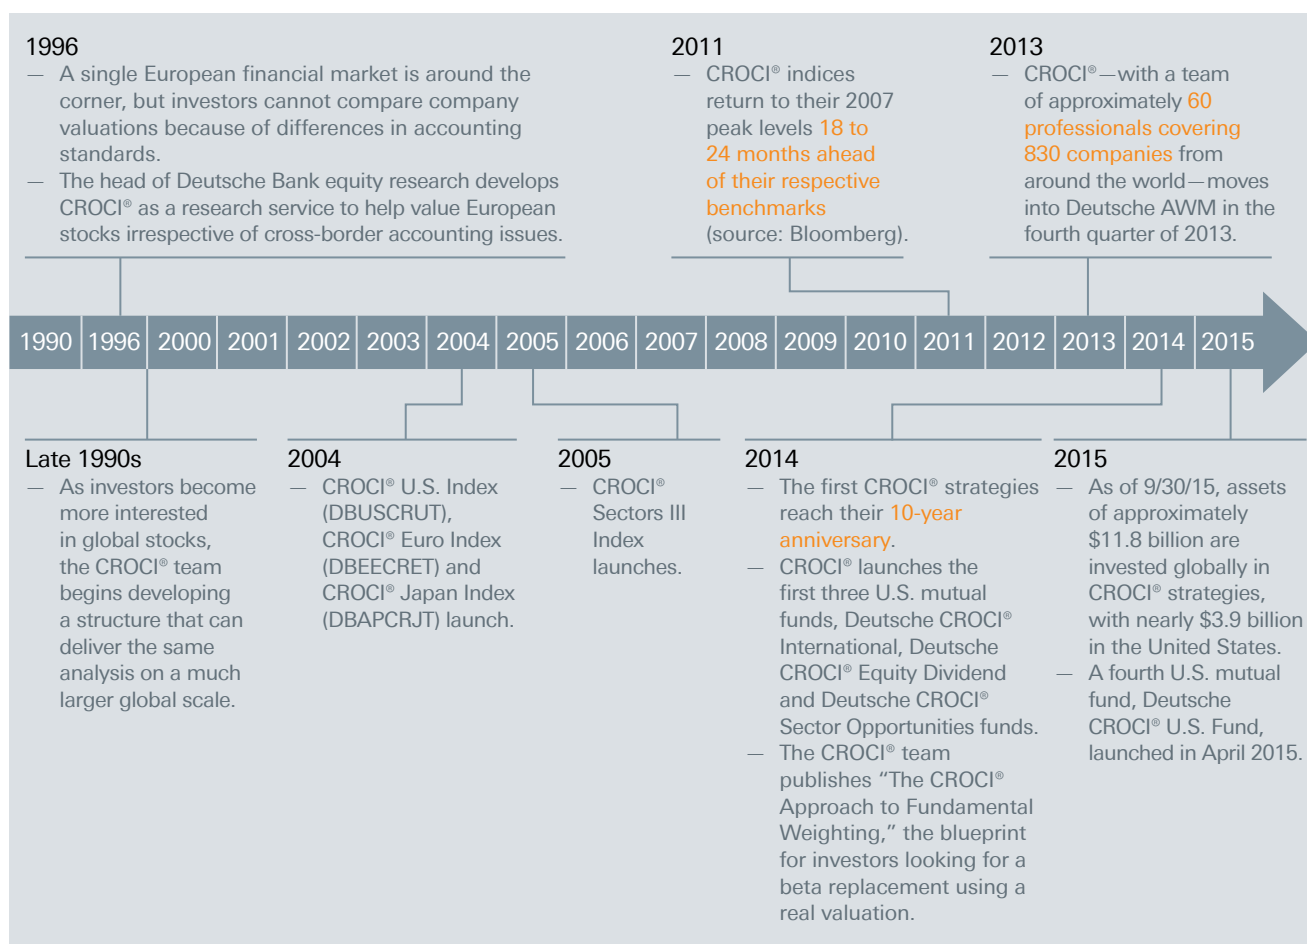 1996
— A single European financial market is around the
corner, but investors cannot compare company
valuations because of differences in accounting
standards.
— The head of Deutsche Bank equity research develops
CROCI® as a research service to help value European
stocks irrespective of cross-border accounting issues.
2011
— CROCI® indices
return to their 2007
peak levels 18 to
24 months ahead
of their respective
benchmarks
(source: Bloomberg).
2013
— CROCI®—with a team
of approximately 60
professionals covering
830 companies from
around the world—moves
into Deutsche AWM in the
fourth quarter of 2013.
1990 1996 2000 2001 2002 2003 2004 2005 2006 2007 2008 2009 2010 2011 2012 2013 2014 2015
Late 1990s
— As investors become
more interested
in global stocks,
the CROCI® team
begins developing
a structure that can
deliver the same
analysis on a much
larger global scale.
2004
— CROCI® U.S. Index
(DBUSCRUT),
CROCI® Euro Index
(DBEECRET) and
CROCI® Japan Index
(DBAPCRJT) launch.
2005
— CROCI®
Sectors III
Index
launches.
2014
— The first CROCI® strategies
reach their 10-year
anniversary.
— CROCI® launches the
first three U.S. mutual
funds, Deutsche CROCI®
International, Deutsche
CROCI® Equity Dividend
and Deutsche CROCI®
Sector Opportunities funds.
— The CROCI® team
publishes “The CROCI®
Approach to Fundamental
Weighting,” the blueprint
for investors looking for a
beta replacement using a
real valuation.
2015
— As of 9/30/15, assets
of approximately
$11.8 billion are
invested globally in
CROCI® strategies,
with nearly $3.9 billion
in the United States.
— A fourth U.S. mutual
fund, Deutsche
CROCI® U.S. Fund,
launched in April 2015.